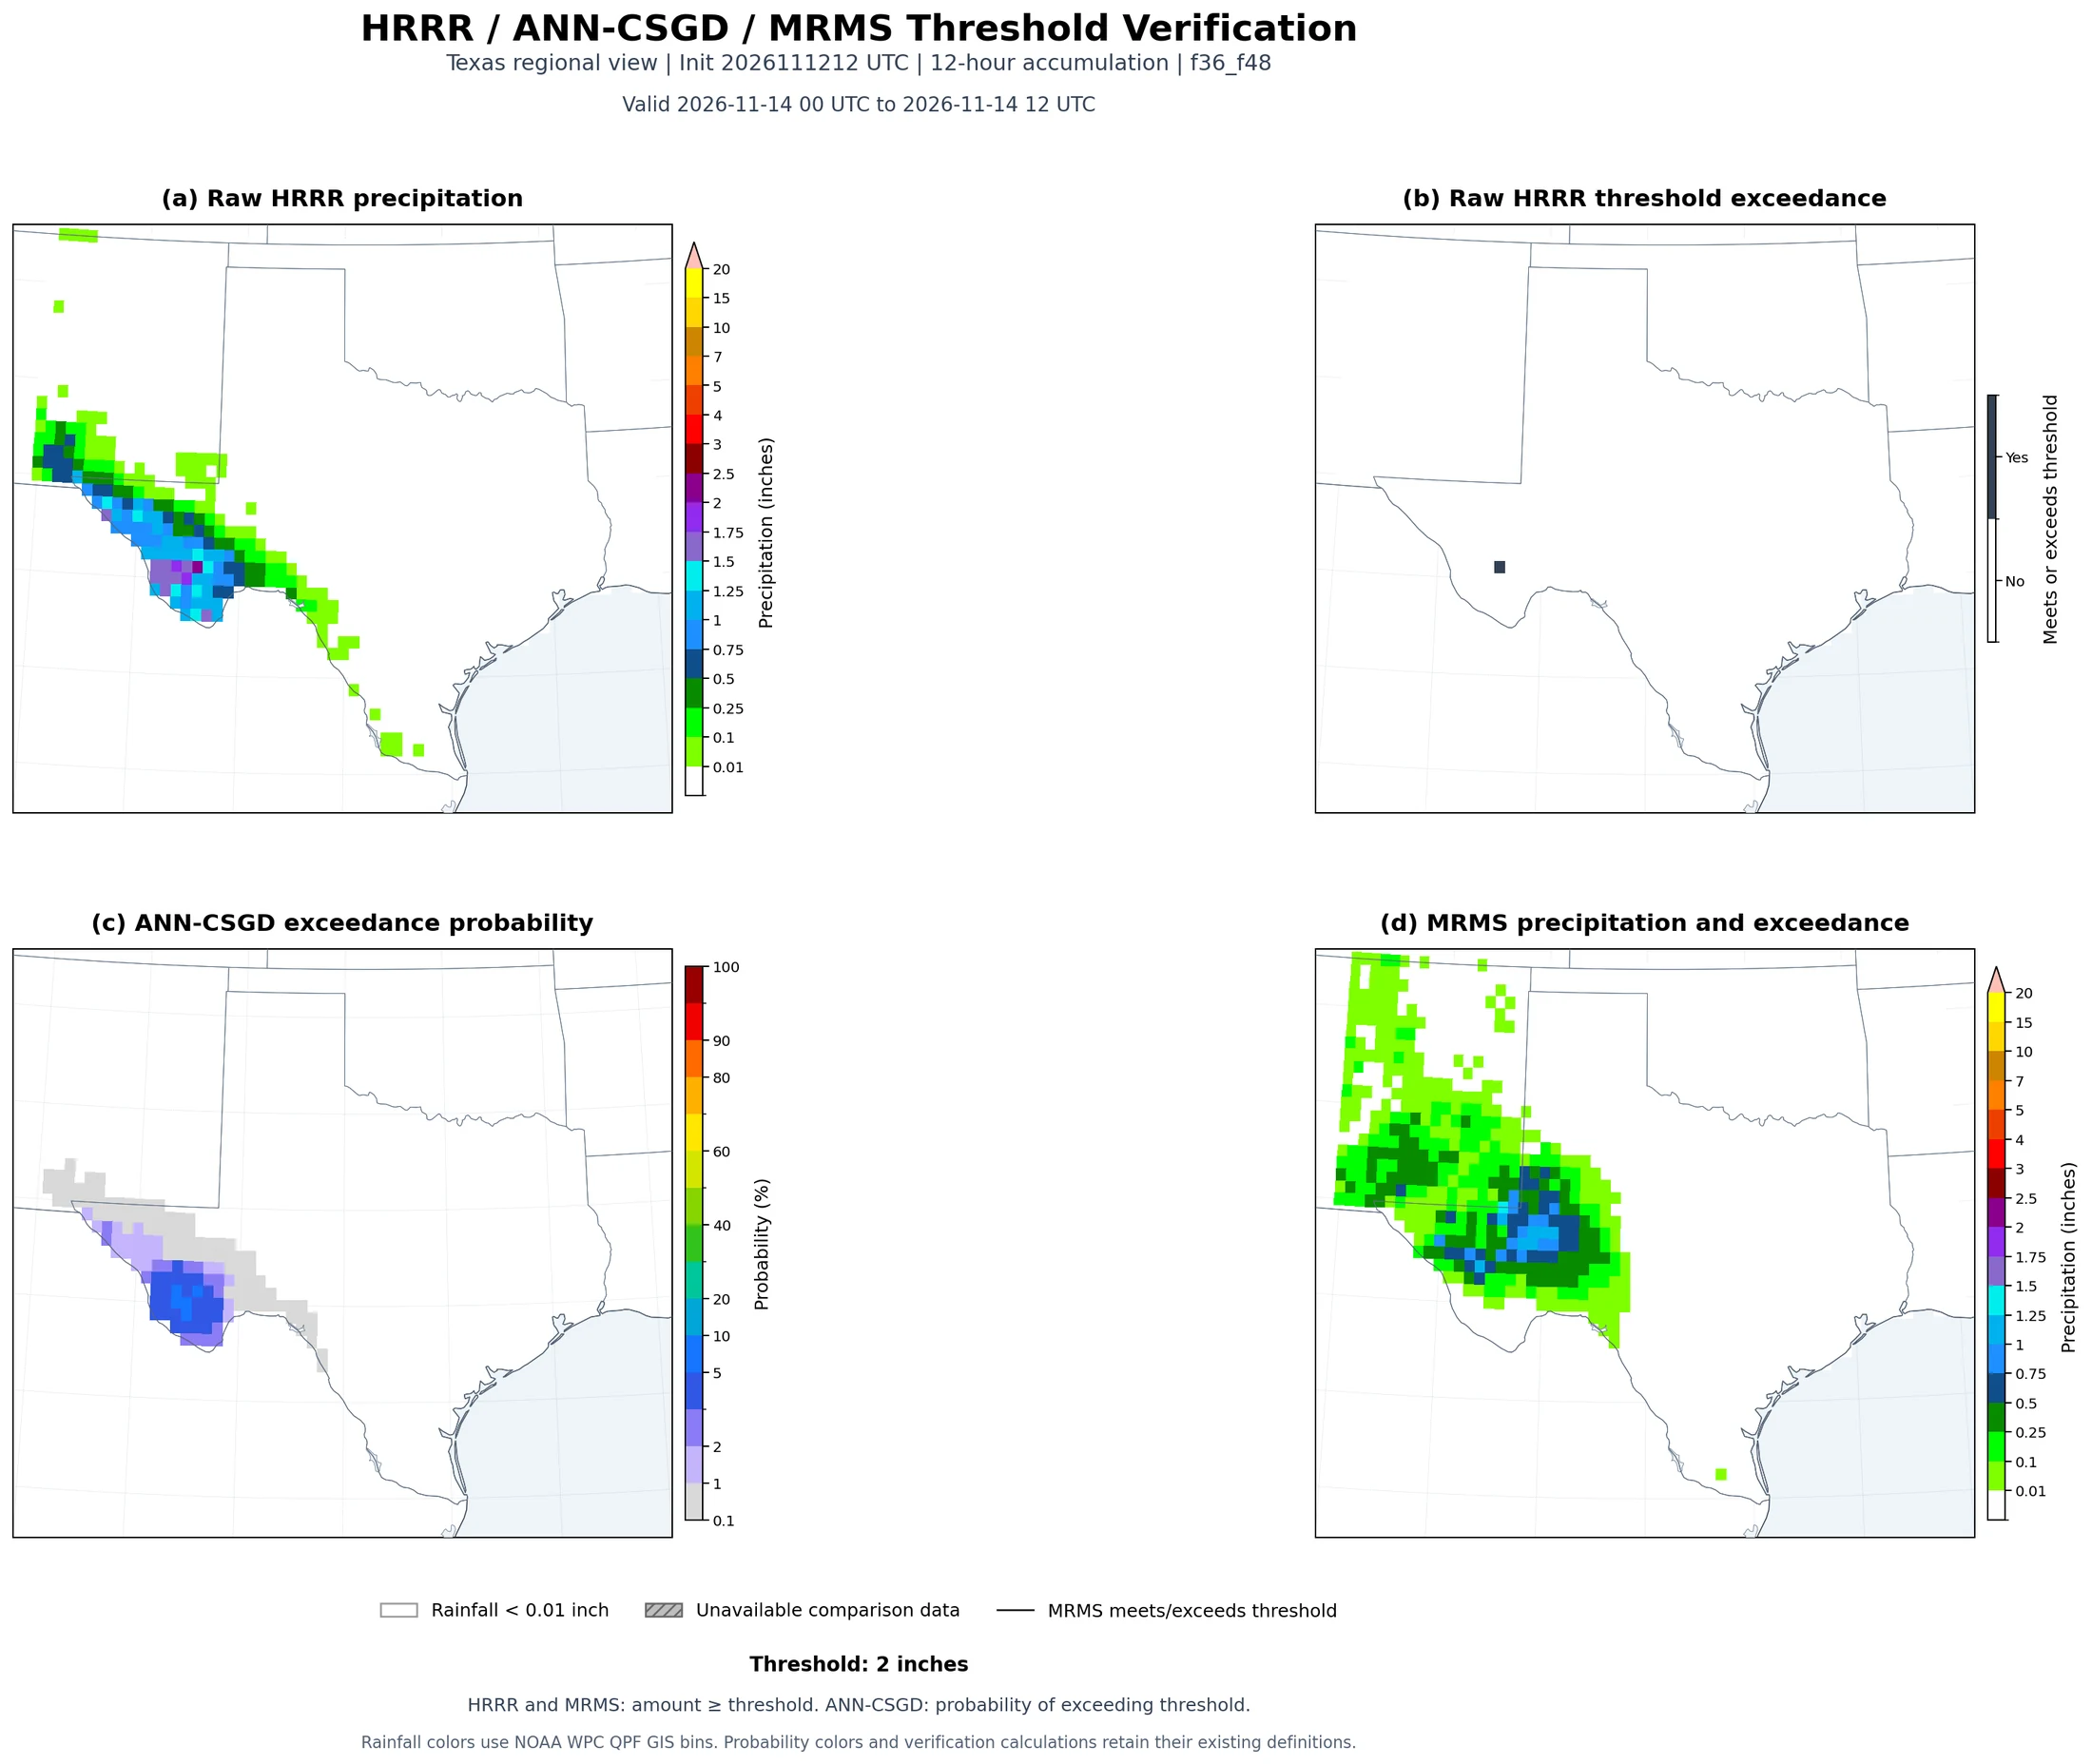 HRRR / ANN-CSGD / MRMS Threshold Verification
Texas regional view | Init 2026111212 UTC | 12-hour accumulation | f36_f48
Valid 2026-11-14 00 UTC to 2026-11-14 12 UTC
(a) Raw HRRR precipitation
20
15
10
7
5
4
3
2.5
2
1.75
1.5
1.25
1
0.75
0.5
0.25
0.1
0.01
Precipitation (inches)
(b) Raw HRRR threshold exceedance
Yes
No
Meets or exceeds threshold
(c) ANN-CSGD exceedance probability
100
90
80
60
40
20
10
5
2
1
0.1
Probability (%)
(d) MRMS precipitation and exceedance
20
15
10
7
5
4
3
2.5
2
1.75
1.5
1.25
1
0.75
0.5
0.25
0.1
0.01
Precipitation (inches)
Rainfall < 0.01 inch
Unavailable comparison data
MRMS meets/exceeds threshold
Threshold: 2 inches
HRRR and MRMS: amount ≥ threshold. ANN-CSGD: probability of exceeding threshold.
Rainfall colors use NOAA WPC QPF GIS bins. Probability colors and verification calculations retain their existing definitions.